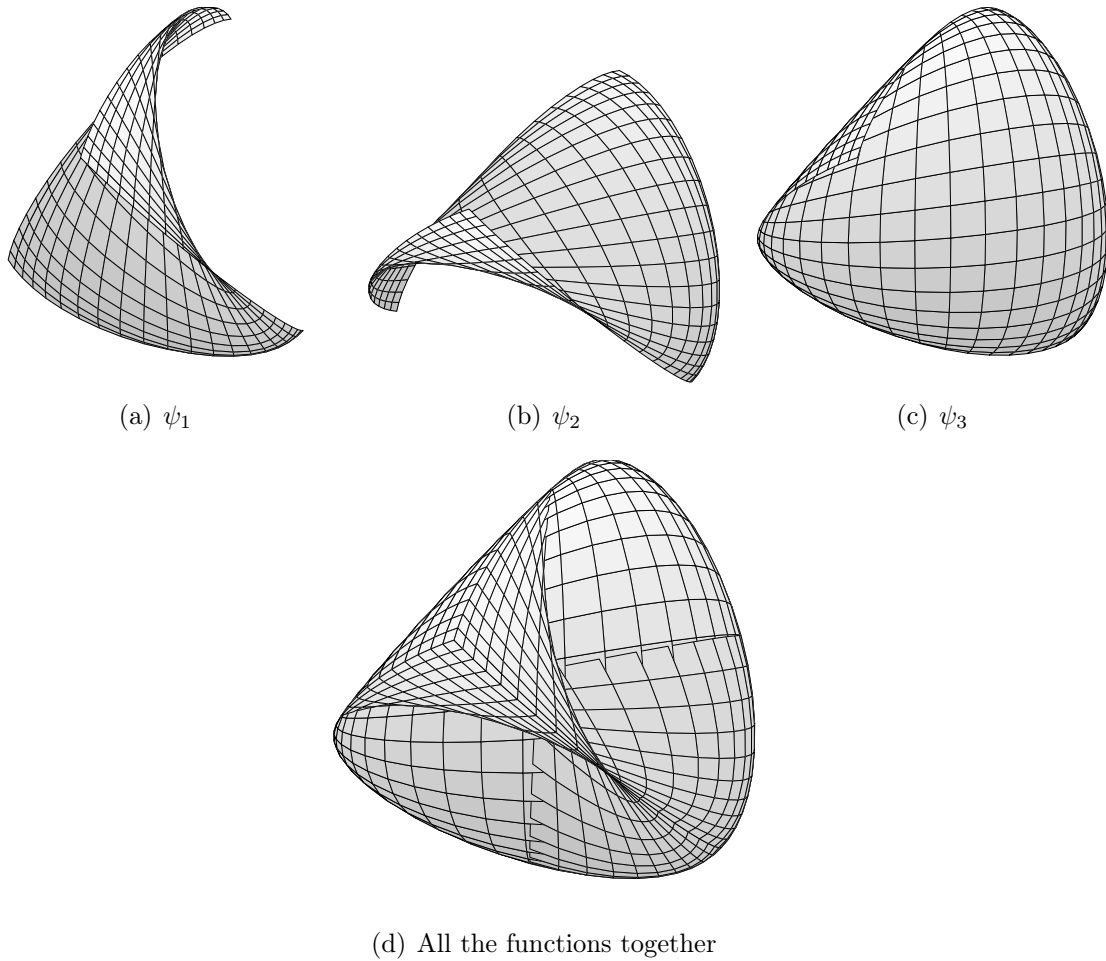 (a) ψ₁
(b) ψ₂
(c) ψ₃
(d) All the functions together